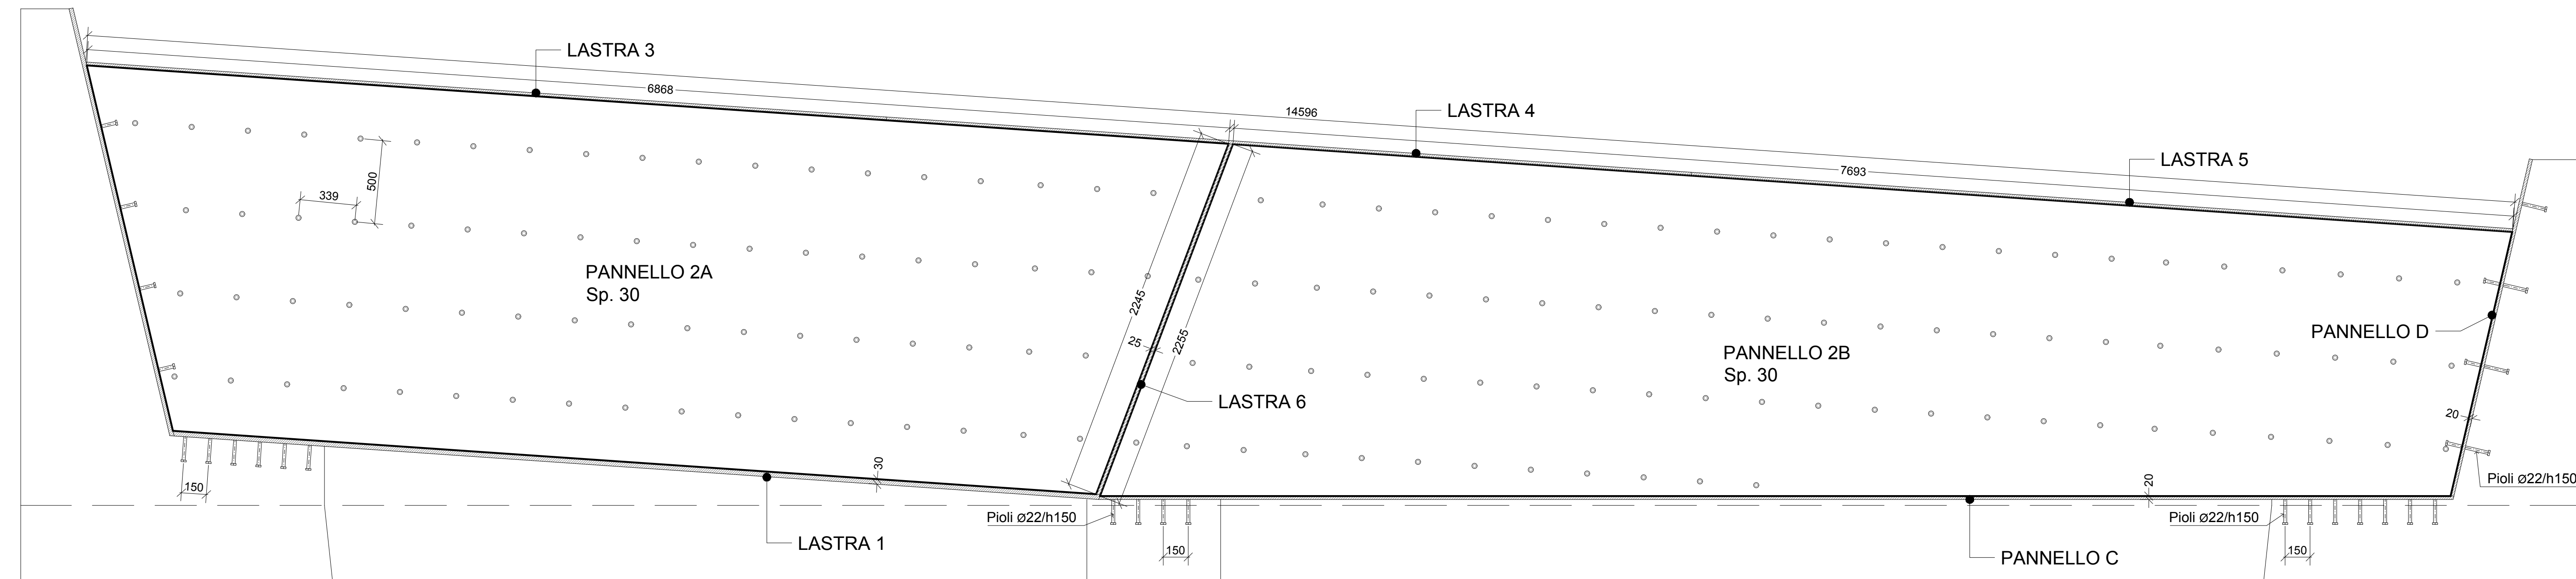 LASTRA 3
6868
14596
LASTRA 4
LASTRA 5
7693
500
339
PANNELLO 2A
Sp. 30
2245
25
2255
PANNELLO 2B
Sp. 30
PANNELLO D
LASTRA 6
20
30
150
Pioli ø22/h150
150
LASTRA 1
20
Pioli ø22/h150
150
Pioli ø22/h150
PANNELLO C